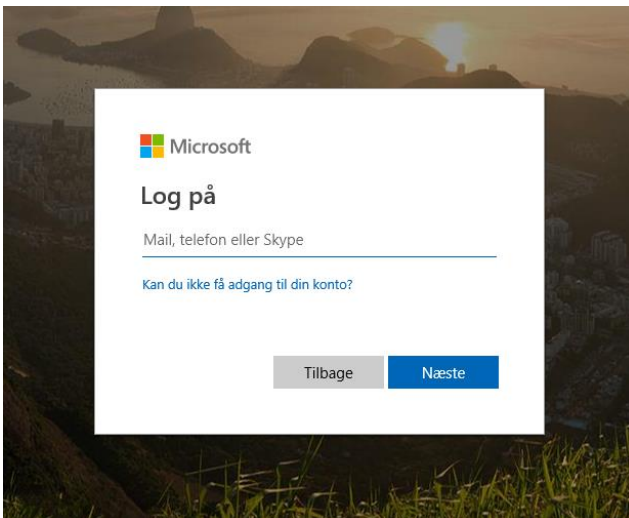 Microsoft
Log på
Mail, telefon eller Skype
Kan du ikke få adgang til din konto?
Tilbage Næste